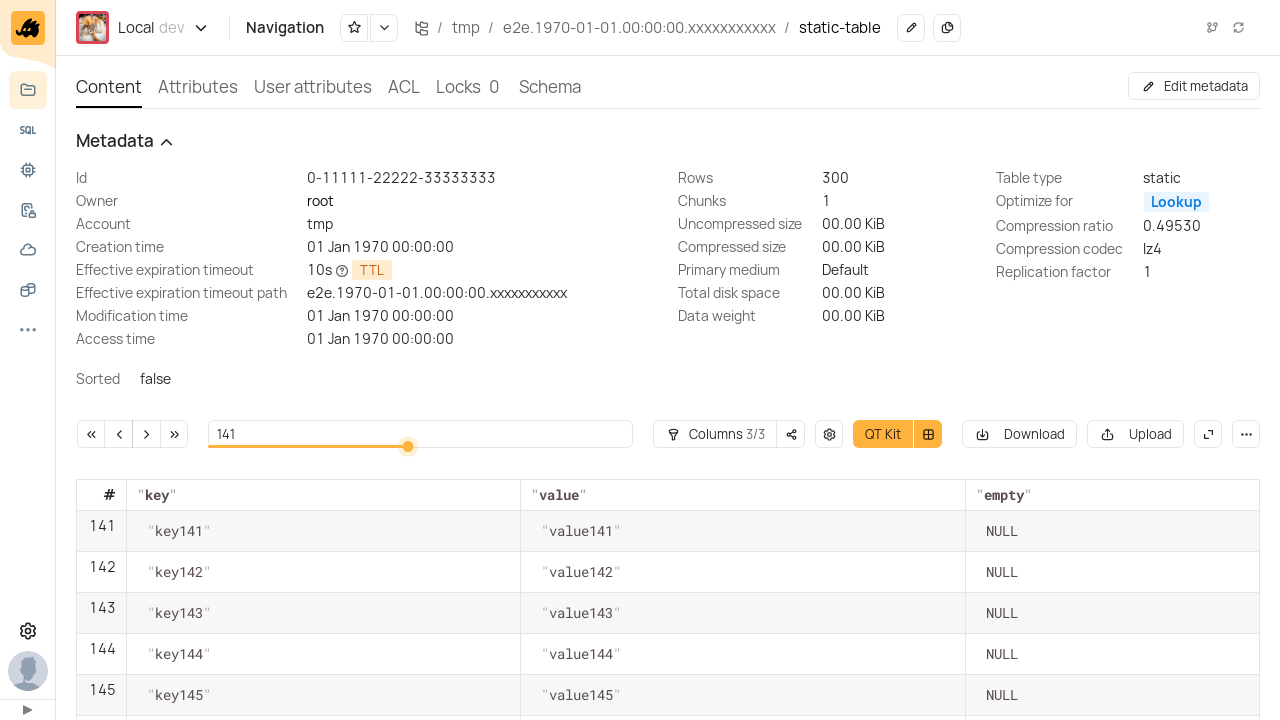 Local dev Navigation / tmp / e2e.1970-01-01.00:00:00.xxxxxxxxxxx / static-table
SQL
Content Attributes User attributes ACL Locks 0 Schema Edit metadata
Metadata
Id 0-11111-22222-33333333 Rows 300 Table type static
Owner root Chunks 1 Optimize for Lookup
Account tmp Uncompressed size 00.00 KiB Compression ratio 0.49530
Creation time 01 Jan 1970 00:00:00 Compressed size 00.00 KiB Compression codec lz4
Effective expiration timeout 10s TTL Primary medium Default Replication factor 1
Effective expiration timeout path e2e.1970-01-01.00:00:00.xxxxxxxxxxx Total disk space 00.00 KiB
Modification time 01 Jan 1970 00:00:00 Data weight 00.00 KiB
Access time 01 Jan 1970 00:00:00
Sorted false
141 Columns 3/3 QT Kit Download Upload
# "key" "value" "empty"
141 "key141" "value141" NULL
142 "key142" "value142" NULL
143 "key143" "value143" NULL
144 "key144" "value144" NULL
145 "key145" "value145" NULL